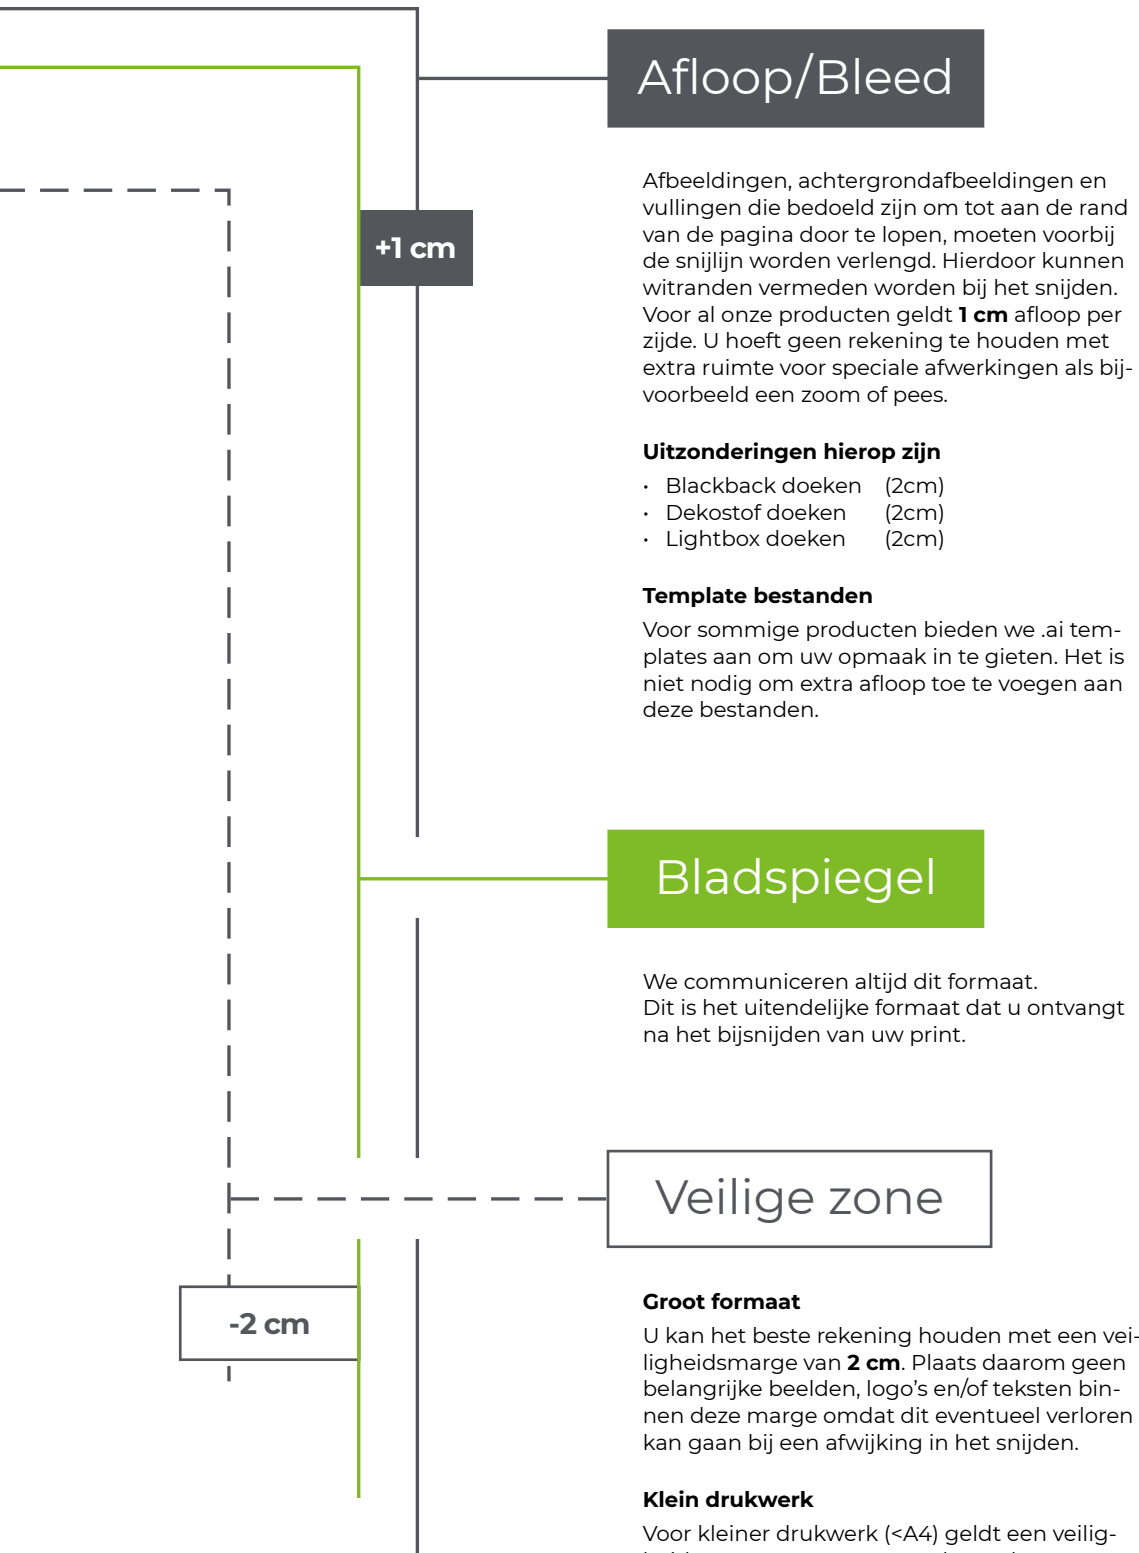 Afloop/Bleed
+1 cm
Afbeeldingen, achtergrondafbeeldingen en
vullingen die bedoeld zijn om tot aan de rand
van de pagina door te lopen, moeten voorbij
de snijlijn worden verlengd. Hierdoor kunnen
witranden vermeden worden bij het snijden.
Voor al onze producten geldt 1 cm afloop per
zijde. U hoeft geen rekening te houden met
extra ruimte voor speciale afwerkingen als bij-
voorbeeld een zoom of pees.
Uitzonderingen hierop zijn
• Blackback doeken (2cm)
• Dekostof doeken (2cm)
• Lightbox doeken (2cm)
Template bestanden
Voor sommige producten bieden we .ai tem-
plates aan om uw opmaak in te gieten. Het is
niet nodig om extra afloop toe te voegen aan
deze bestanden.
Bladspiegel
We communiceren altijd dit formaat.
Dit is het uitendelijke formaat dat u ontvangt
na het bijsnijden van uw print.
Veilige zone
-2 cm
Groot formaat
U kan het beste rekening houden met een vei-
ligheidsmarge van 2 cm. Plaats daarom geen
belangrijke beelden, logo's en/of teksten bin-
nen deze marge omdat dit eventueel verloren
kan gaan bij een afwijking in het snijden.
Klein drukwerk
Voor kleiner drukwerk (<A4) geldt een veilig-